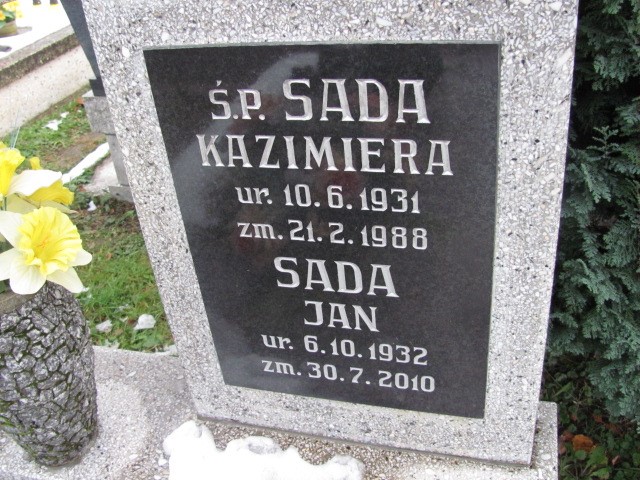 Ś.P. SADA
KAZIMIERA
ur. 10.6.1931
zm. 21.2.1988
SADA
JAN
ur. 6.10.1932
zm. 30.7.2010